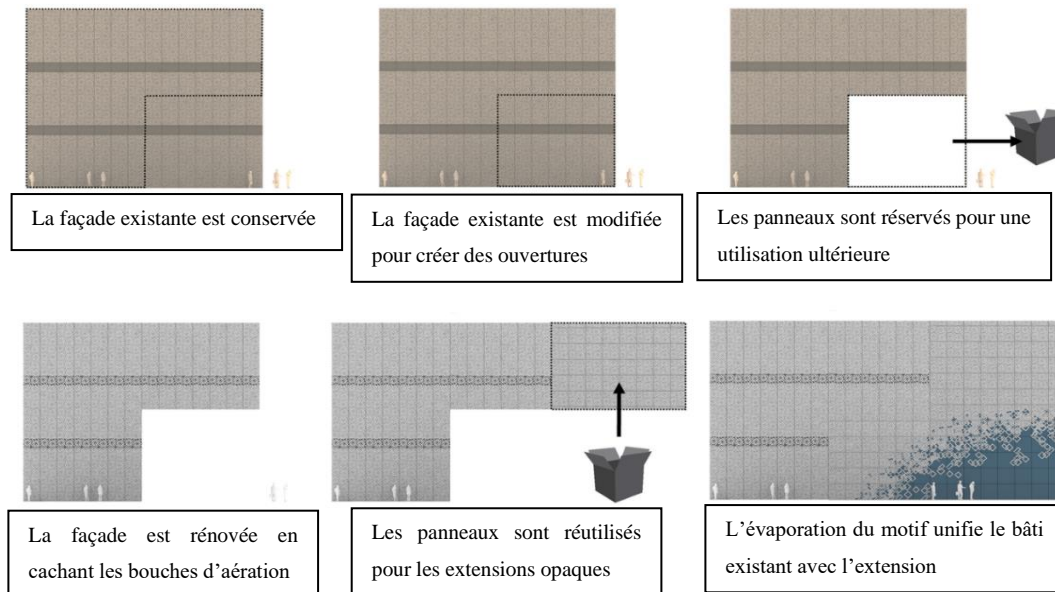 La façade existante est conservée
La façade existante est modifiée
pour créer des ouvertures
Les panneaux sont réservés pour une
utilisation ultérieure
La façade est rénovée en
cachant les bouches d’aération
Les panneaux sont réutilisés
pour les extensions opaques
L’évaporation du motif unifie le bâti
existant avec l’extension